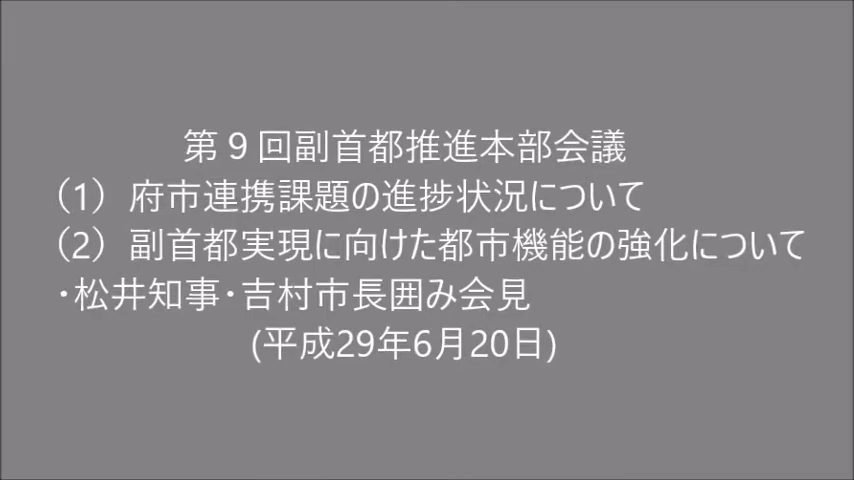 第９回副首都推進本部会議
（1）府市連携課題の進捗状況について
（2）副首都実現に向けた都市機能の強化について
・松井知事・吉村市長囲み会見
(平成29年6月20日)